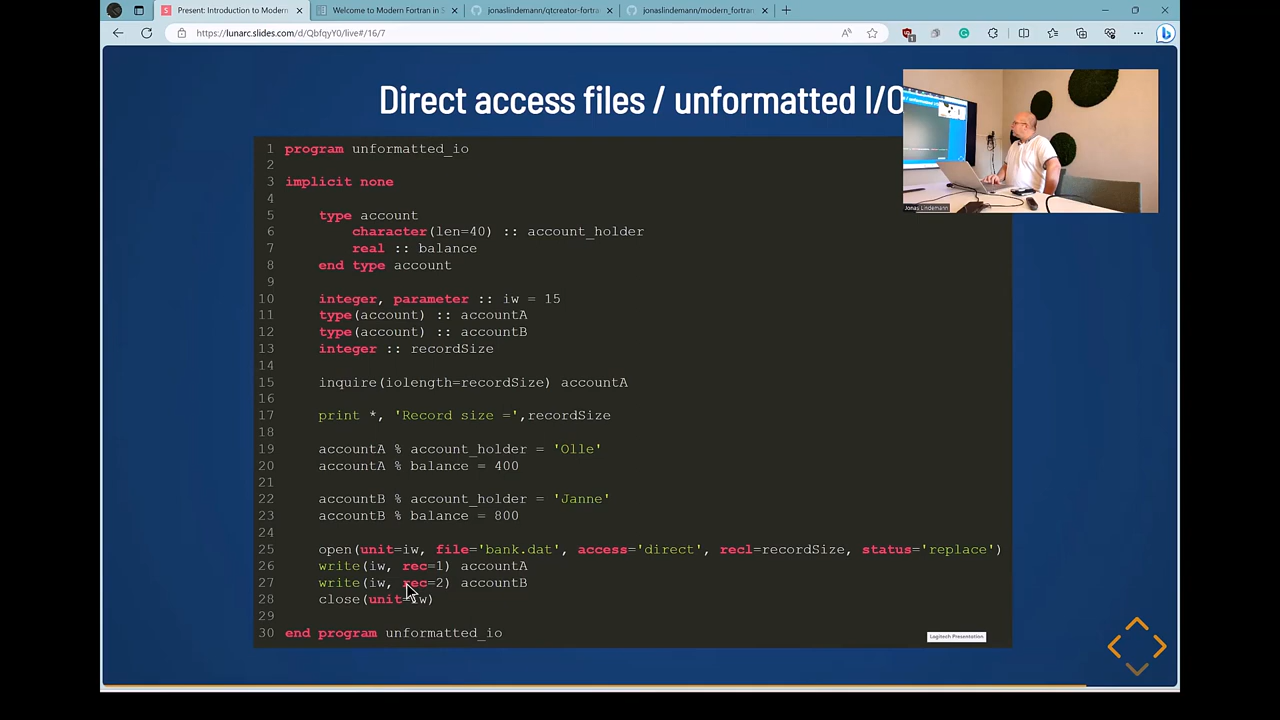 Present: Introduction to Modern
Welcome to Modern Fortran in S
jonaslindemann/qtcreator-fortra
jonaslindemann/modern_fortran
https://lunarc.slides.com/d/QbfqyY0/live#/16/7
Direct access files / unformatted I/O
1 program unformatted_io
2
3 implicit none
4
5 type account
6 character(len=40) :: account_holder
7 real :: balance
8 end type account
9
10 integer, parameter :: iw = 15
11 type(account) :: accountA
12 type(account) :: accountB
13 integer :: recordSize
14
15 inquire(iolength=recordSize) accountA
16
17 print *, 'Record size =',recordSize
18
19 accountA % account_holder = 'Olle'
20 accountA % balance = 400
21
22 accountB % account_holder = 'Janne'
23 accountB % balance = 800
24
25 open(unit=iw, file='bank.dat', access='direct', recl=recordSize, status='replace')
26 write(iw, rec=1) accountA
27 write(iw, rec=2) accountB
28 close(unit=iw)
29
30 end program unformatted_io
Jonas Lindemann
Logitech Presentation